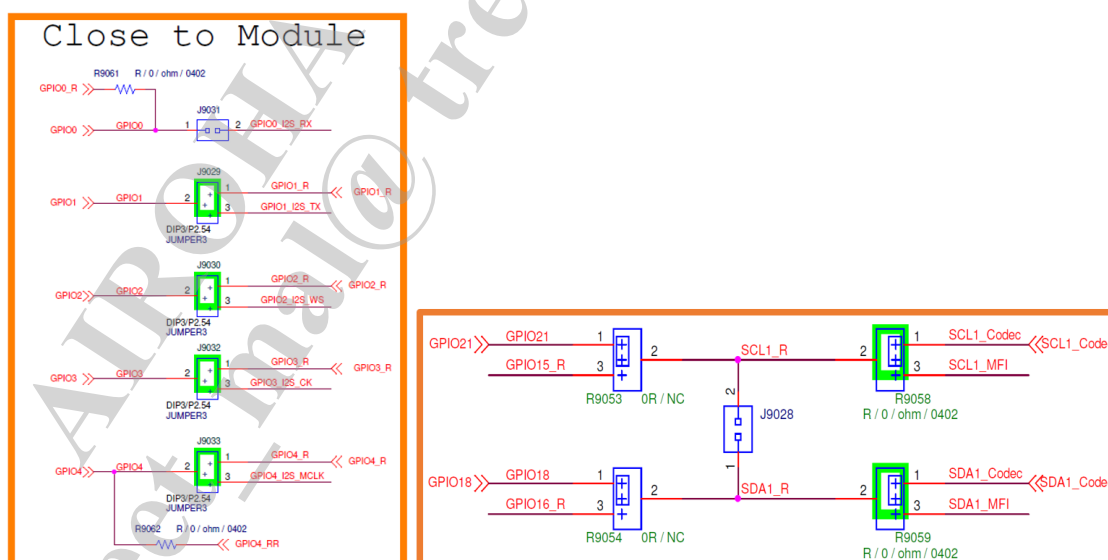 Close to Module
R9061 R / 0 / ohm / 0402
GPIO0_R
J9031
GPIO0 GPIO0 1 2 GPIO0_I2S_RX
J9029
1 GPIO1_R GPIO1_R
GPIO1 GPIO1 2
3 GPIO1_I2S_TX
DIP3/P2.54
JUMPER3
J9030
1 GPIO2_R GPIO2_R
GPIO2 GPIO2 2
3 GPIO2_I2S_WS
DIP3/P2.54
JUMPER3
J9032
1 GPIO3_R GPIO3_R
GPIO3 GPIO3 2
3 GPIO3_I2S_CK
DIP3/P2.54
JUMPER3
J9033
1 GPIO4_R GPIO4_R
GPIO4 GPIO4 2
3 GPIO4_I2S_MCLK
DIP3/P2.54
JUMPER3
R9062 R / 0 / ohm / 0402
GPIO4_RR
GPIO21 GPIO21 1
GPIO15_R 3
2 SCL1_R 2
R9053 0R / NC
1 SCL1_Codec SCL1_Code
3 SCL1_MFI
R9058
R / 0 / ohm / 0402
2
J9028
1
GPIO18 GPIO18 1
GPIO16_R 3
2 SDA1_R 2
R9054 0R / NC
1 SDA1_Codec SDA1_Code
3 SDA1_MFI
R9059
R / 0 / ohm / 0402
AIROHA